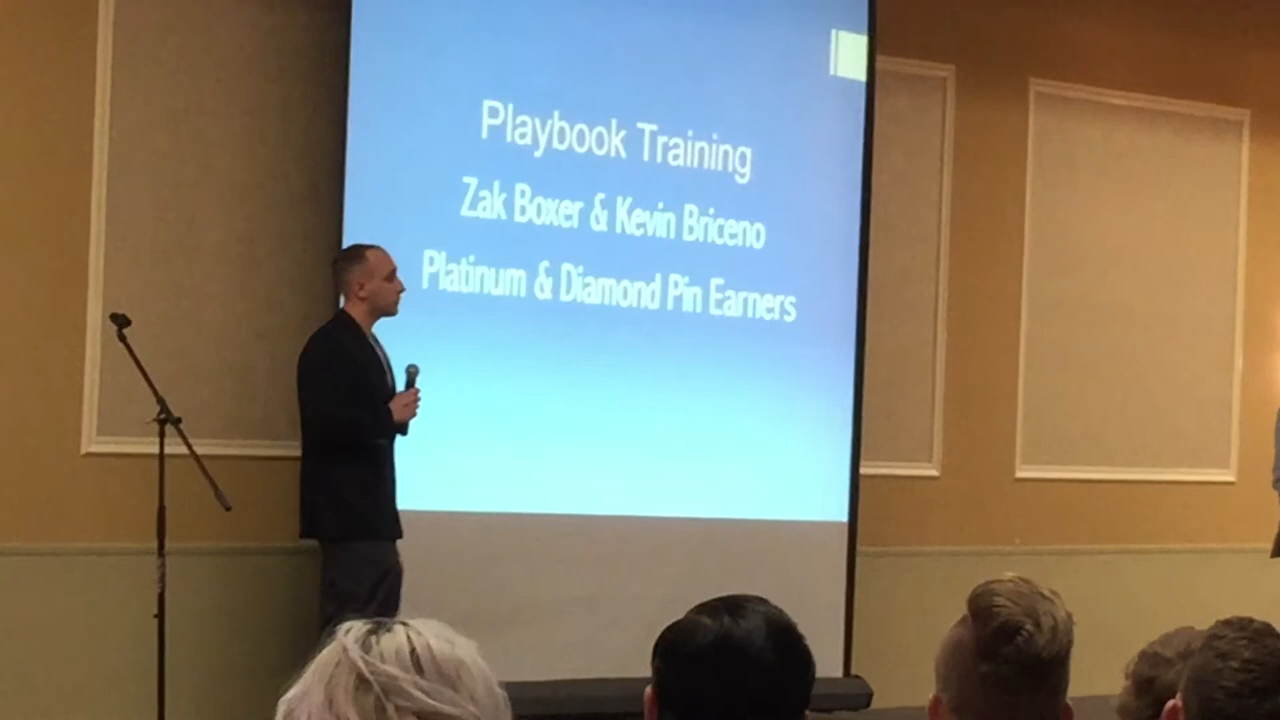 Playbook Training
Zak Boxer & Kevin Briceno
Platinum & Diamond Pin Earners